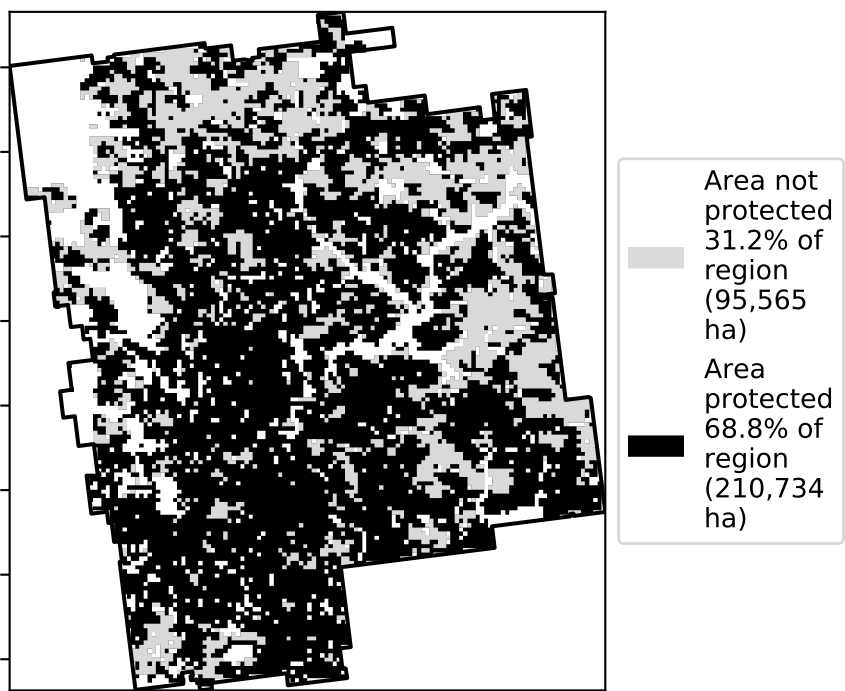 Area not
protected
31.2% of
region
(95,565
ha)
Area
protected
68.8% of
region
(210,734
ha)